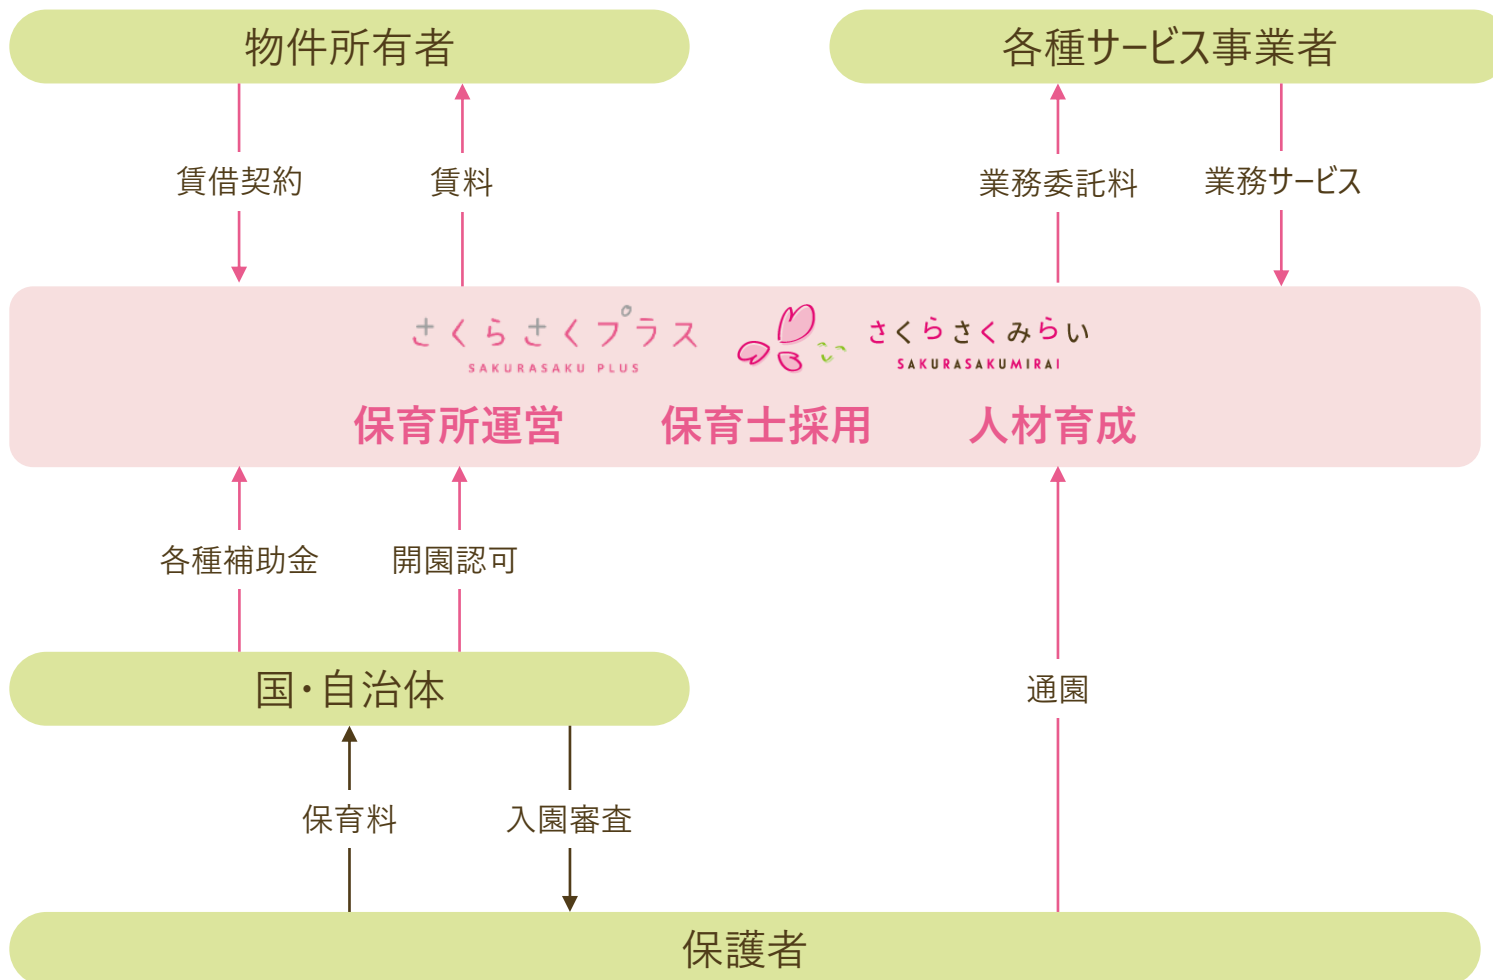 物件所有者
各種サービス事業者
賃借契約
賃料
業務委託料
業務サービス
さくらさくプラス
SAKURASAKU PLUS
さくらさくみらい
SAKURASAKUMIRAI
保育所運営
保育士採用
人材育成
各種補助金
開園認可
国・自治体
通園
保育料
入園審査
保護者